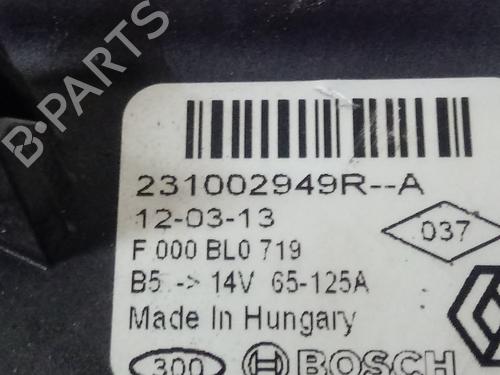 B-PARTS
231002949R--A
12-03-13
F 000 BL0 719
037
B5 -> 14V 65-125A
Made In Hungary
300
BOSCH